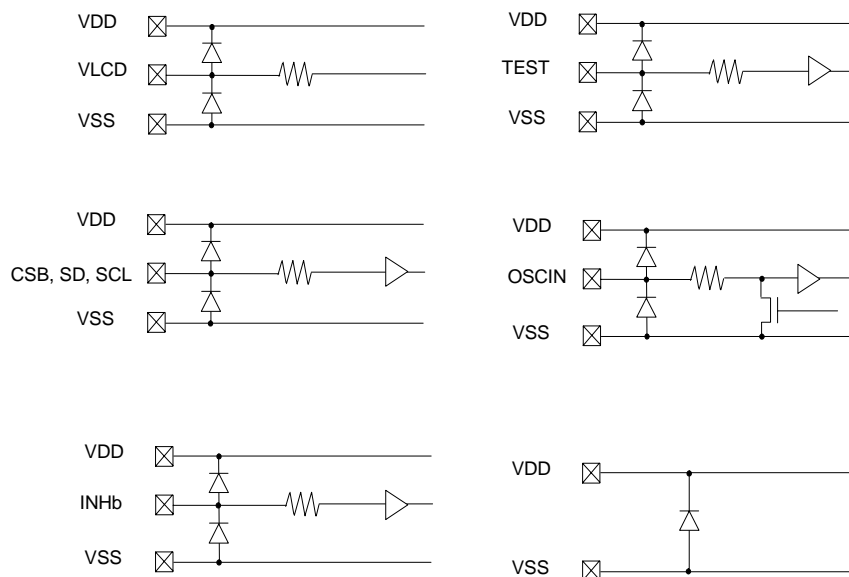 VDD
VLCD
VSS
VDD
TEST
VSS
VDD
CSB, SD, SCL
VSS
VDD
OSCIN
VSS
VDD
INHb
VSS
VDD
VSS